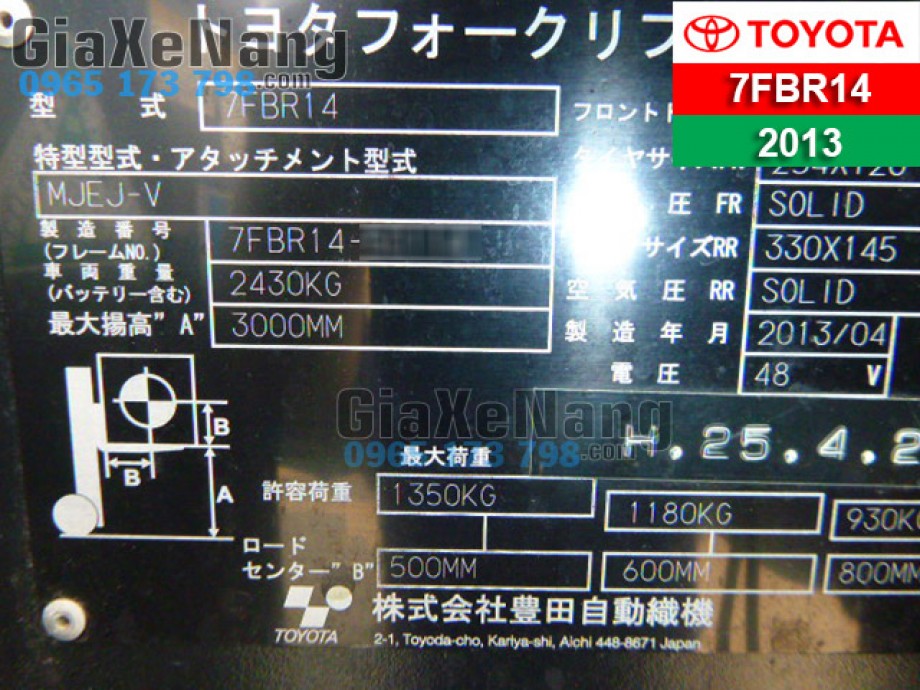 トヨタフォークリフ
GiaXeNang
0965 173 798.com
TOYOTA
7FBR14
2013
型 式 7FBR14
フロント
特型型式・アタッチメント型式
MJEJ-V
圧 FR SOLID
製造番号
(フレームNO.) 7FBR14-
サイズRR 330X145
車両重量
(バッテリー含む) 2430KG
空気圧 RR SOLID
最大揚高"A" 3000MM
製造年月 2013/04
電圧 48 V
GiaXeNang
0965 173 798.com
H.25.4.2
B
B
A
最大荷重
許容荷重 1350KG 1180KG 930K
ロード
センター"B" 500MM 600MM 800MM
TOYOTA
株式会社豊田自動織機
2-1, Toyoda-cho, Kariya-shi, Aichi 448-8671 Japan